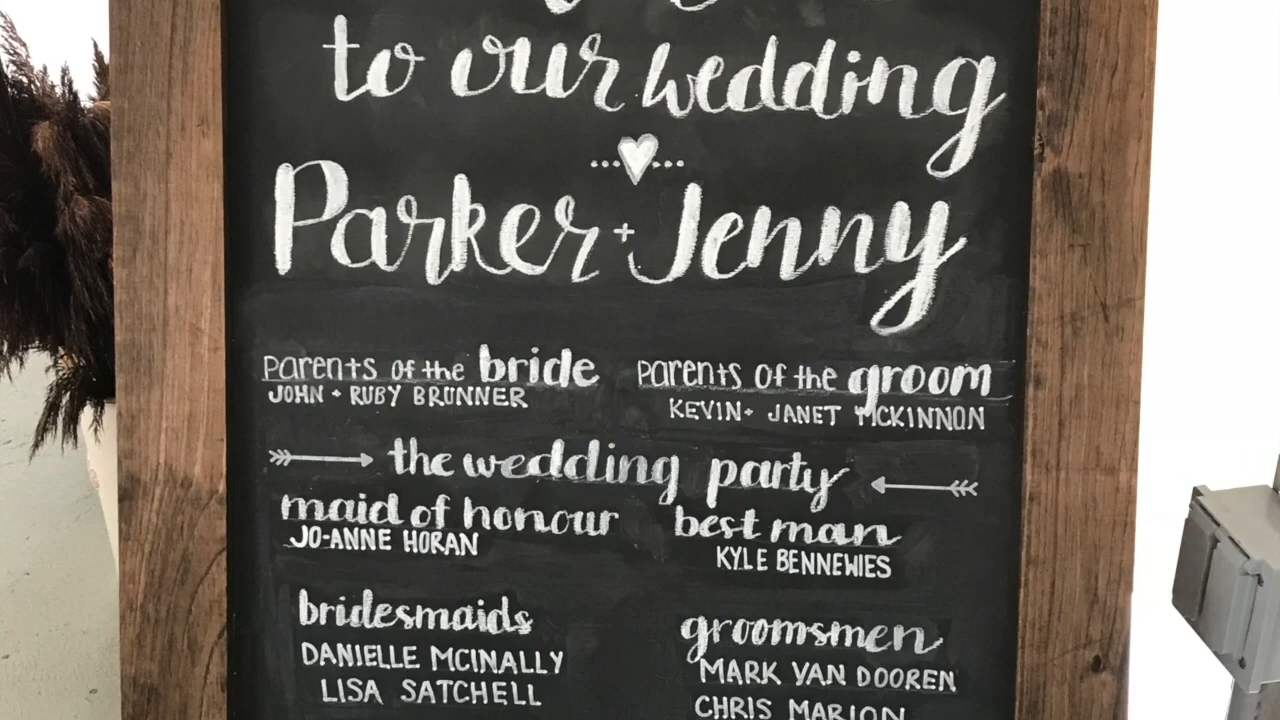 to our wedding
Parker + Jenny
parents of the bride
JOHN + RUBY BRUNNER
parents of the groom
KEVIN + JANET MCKINNON
the wedding party
maid of honour
JO-ANNE HORAN
best man
KYLE BENNEWIES
bridesmaids
DANIELLE MCINALLY
LISA SATCHELL
groomsmen
MARK VAN DOOREN
CHRIS MARION